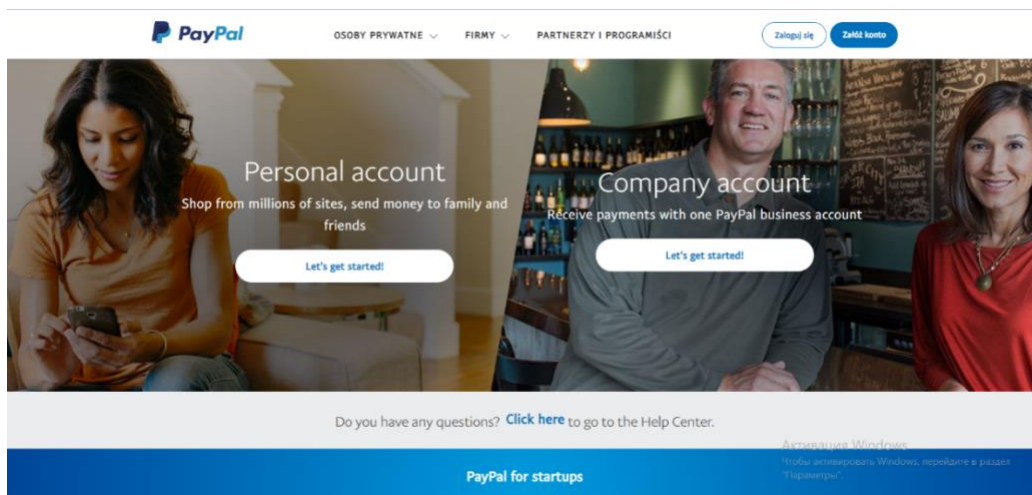 PayPal
OSOBY PRYWATNE
FIRMY
PARTNERZY I PROGRAMIŚCI
Zaloguj się
Załóż konto
Personal account
Shop from millions of sites, send money to family and
friends
Let's get started!
Company account
Receive payments with one PayPal business account
Let's get started!
Do you have any questions? Click here to go to the Help Center.
Активация Windows
Чтобы активировать Windows, перейдите в раздел
"Параметры".
PayPal for startups